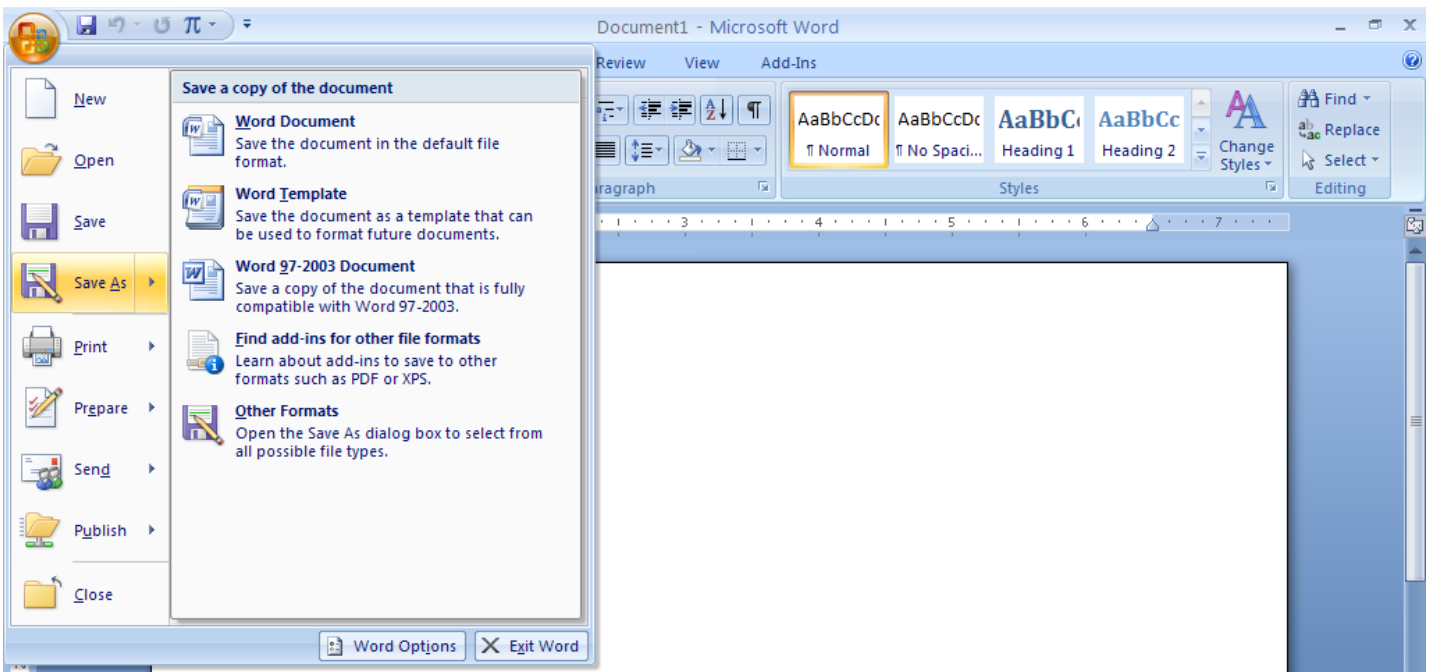 π
Document1 - Microsoft Word
Review View Add-Ins
New
Open
Save
Save As
Print
Prepare
Send
Publish
Close
Save a copy of the document
Word Document
Save the document in the default file
format.
Word Template
Save the document as a template that can
be used to format future documents.
Word 97-2003 Document
Save a copy of the document that is fully
compatible with Word 97-2003.
Find add-ins for other file formats
Learn about add-ins to save to other
formats such as PDF or XPS.
Other Formats
Open the Save As dialog box to select from
all possible file types.
Word Options Exit Word
AaBbCcDc AaBbCcDc AaBbC AaBbCc
¶ Normal ¶ No Spaci... Heading 1 Heading 2
Change
Styles
Find
Replace
Select
Styles Editing
3 4 5 6 7